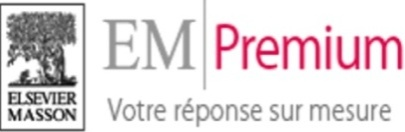 ELSEVIER
MASSON
EM Premium
Votre réponse sur mesure